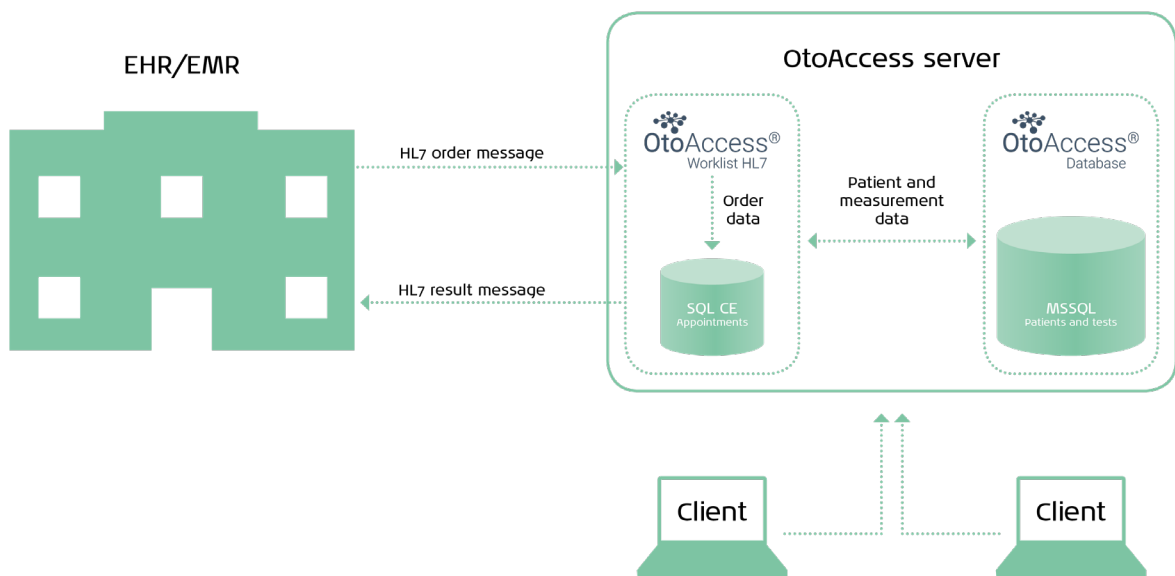 EHR/EMR
OtoAccess server
HL7 order message
OtoAccess®
Worklist HL7
Order
data
SQL CE
Appointments
Patient and
measurement
data
OtoAccess®
Database
MSSQL
Patients and tests
HL7 result message
Client
Client